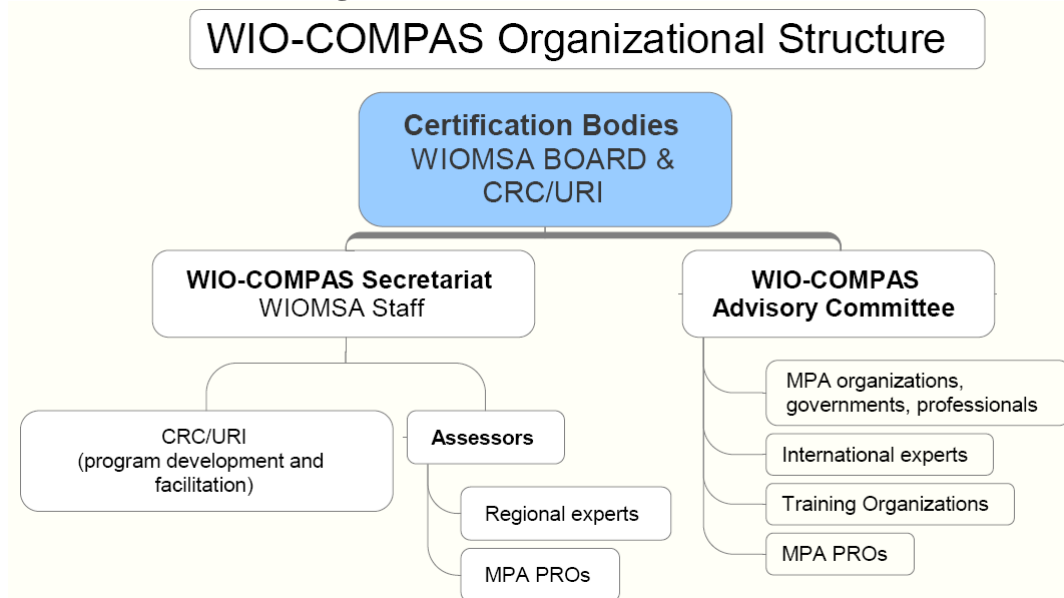 WIO-COMPAS Organizational Structure
Certification Bodies
WIOMSA BOARD &
CRC/URI
WIO-COMPAS Secretariat
WIOMSA Staff
WIO-COMPAS
Advisory Committee
CRC/URI
(program development and
facilitation)
Assessors
Regional experts
MPA PROs
MPA organizations,
governments, professionals
International experts
Training Organizations
MPA PROs